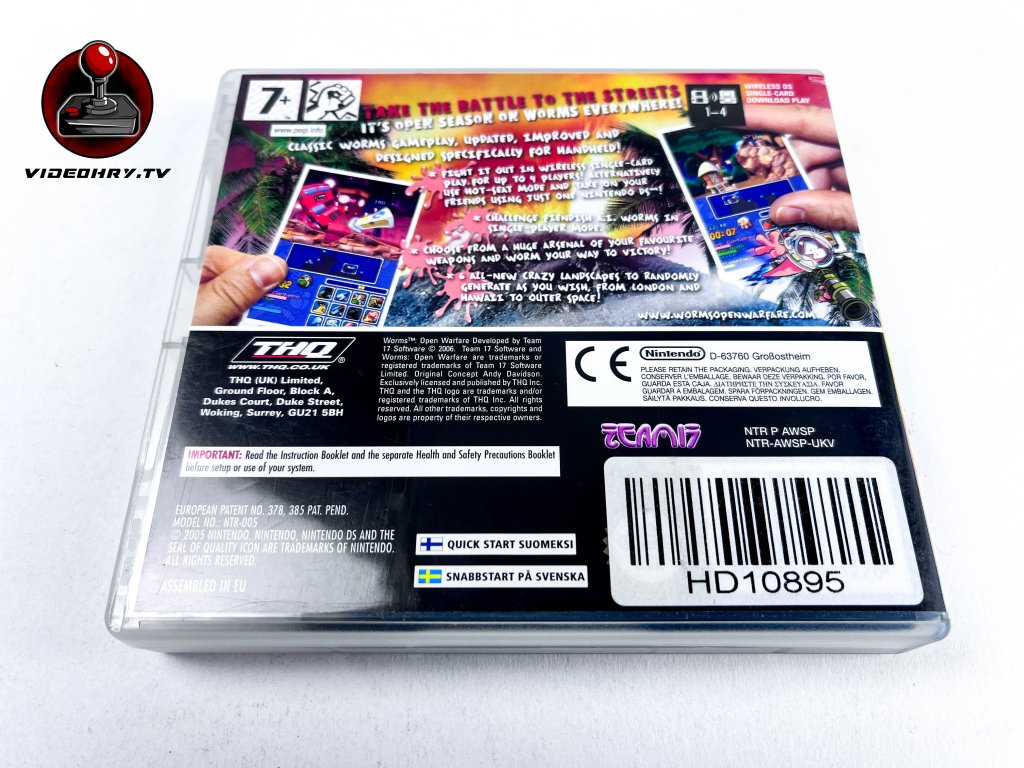 VIDEOHRY.TV
7+
www.pegi.info
TAKE THE BATTLE TO THE STREETS
IT'S OPEN SEASON ON WORMS EVERYWHERE!
1-4
WIRELESS DS
SINGLE-CARD
DOWNLOAD PLAY
CLASSIC WORMS GAMEPLAY, UPDATED, IMPROVED AND
DESIGNED SPECIFICALLY FOR HANDHELD!
* FIGHT IT OUT IN WIRELESS SINGLE-CARD
PLAY FOR UP TO 4 PLAYERS! ALTERNATIVELY
USE HOT-SEAT MODE AND TAKE ON YOUR
FRIENDS USING JUST ONE NINTENDO DS™!
* CHALLENGE FIENDISH A.I. WORMS IN
SINGLE-PLAYER MODE.
* CHOOSE FROM A HUGE ARSENAL OF YOUR FAVOURITE
WEAPONS AND WORM YOUR WAY TO VICTORY!
* 6 ALL-NEW CRAZY LANDSCAPES TO RANDOMLY
GENERATE AS YOU WISH, FROM LONDON AND
HAWAII TO OUTER SPACE!
00:07
WWW.WORMSOPENWARFARE.COM
THQ®
WWW.THQ.CO.UK
THQ (UK) Limited,
Ground Floor, Block A,
Dukes Court, Duke Street,
Woking, Surrey, GU21 5BH
Worms™: Open Warfare Developed by Team
17 Software © 2006. Team 17 Software and
Worms: Open Warfare are trademarks or
registered trademarks of Team 17 Software
Limited. Original Concept Andy Davidson.
Exclusively licensed and published by THQ Inc.
THQ and the THQ logo are trademarks and/or
registered trademarks of THQ Inc. All rights
reserved. All other trademarks, copyrights and
logos are property of their respective owners.
CE
Nintendo D-63760 Großostheim
PLEASE RETAIN THE PACKAGING. VERPACKUNG AUFHEBEN.
CONSERVER L'EMBALLAGE. BEWAAR DEZE VERPAKKING. POR FAVOR,
GUARDA ESTA CAJA. ΔΙΑΤΗΡΗΣΤΕ ΤΗΝ ΣΥΣΚΕΥΑΣΙΑ. FAVOR
GUARDAR A EMBALAGEM. SPARA FÖRPACKNINGEN. GEM EMBALLAGEN.
SÄILYTÄ PAKKAUS. CONSERVA QUESTO INVOLUCRO.
TEAM17
NTR P AWSP
NTR-AWSP-UKV
IMPORTANT: Read the Instruction Booklet and the separate Health and Safety Precautions Booklet
before setup or use of your system.
EUROPEAN PATENT NO. 378, 385 PAT. PEND.
MODEL NO.: NTR-005
© 2005 NINTENDO. NINTENDO, NINTENDO DS AND THE
SEAL OF QUALITY ICON ARE TRADEMARKS OF NINTENDO.
ALL RIGHTS RESERVED.
ASSEMBLED IN EU
QUICK START SUOMEKSI
SNABBSTART PÅ SVENSKA
HD10895